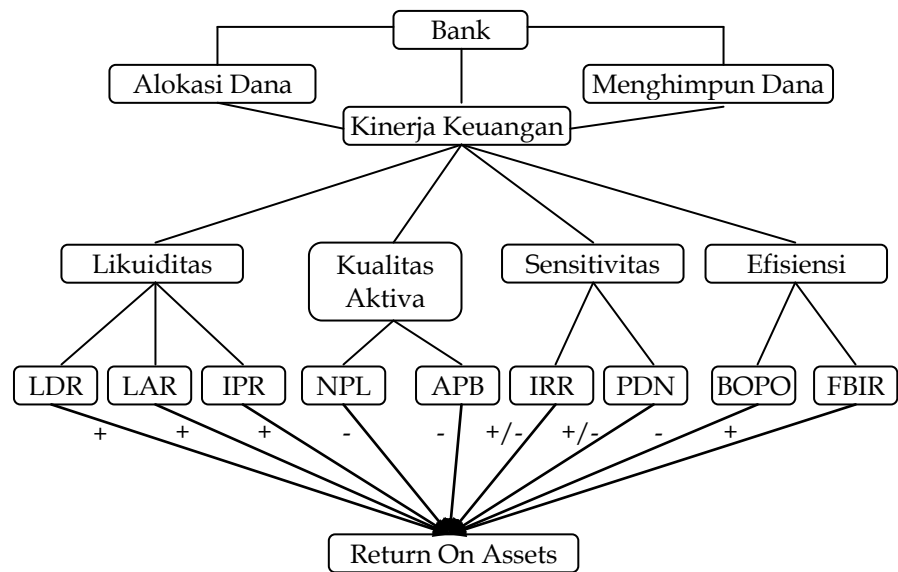 Bank
Alokasi Dana
Menghimpun Dana
Kinerja Keuangan
Likuiditas
Kualitas
Aktiva
Sensitivitas
Efisiensi
LDR
LAR
IPR
NPL
APB
IRR
PDN
BOPO
FBIR
+
+
+
-
-
+/-
+/-
-
+
Return On Assets